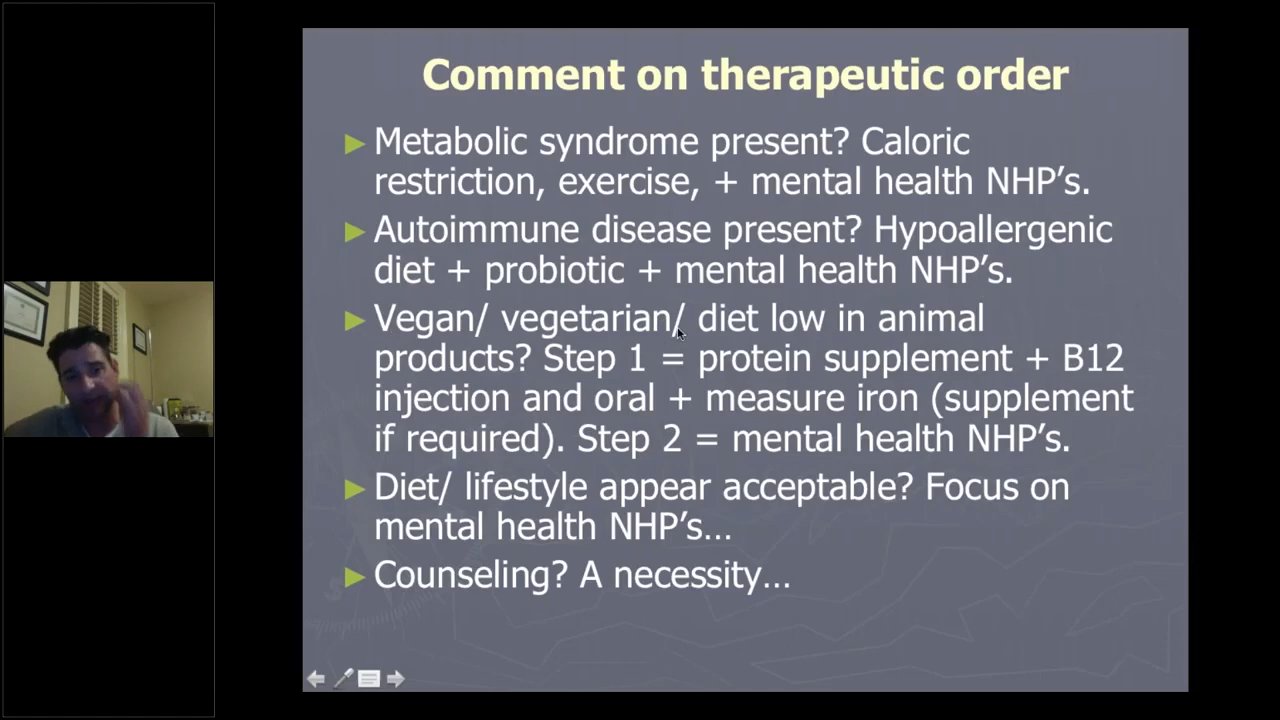 Comment on therapeutic order
► Metabolic syndrome present? Caloric
restriction, exercise, + mental health NHP’s.
► Autoimmune disease present? Hypoallergenic
diet + probiotic + mental health NHP’s.
► Vegan/ vegetarian/ diet low in animal
products? Step 1 = protein supplement + B12
injection and oral + measure iron (supplement
if required). Step 2 = mental health NHP’s.
► Diet/ lifestyle appear acceptable? Focus on
mental health NHP’s…
► Counseling? A necessity…